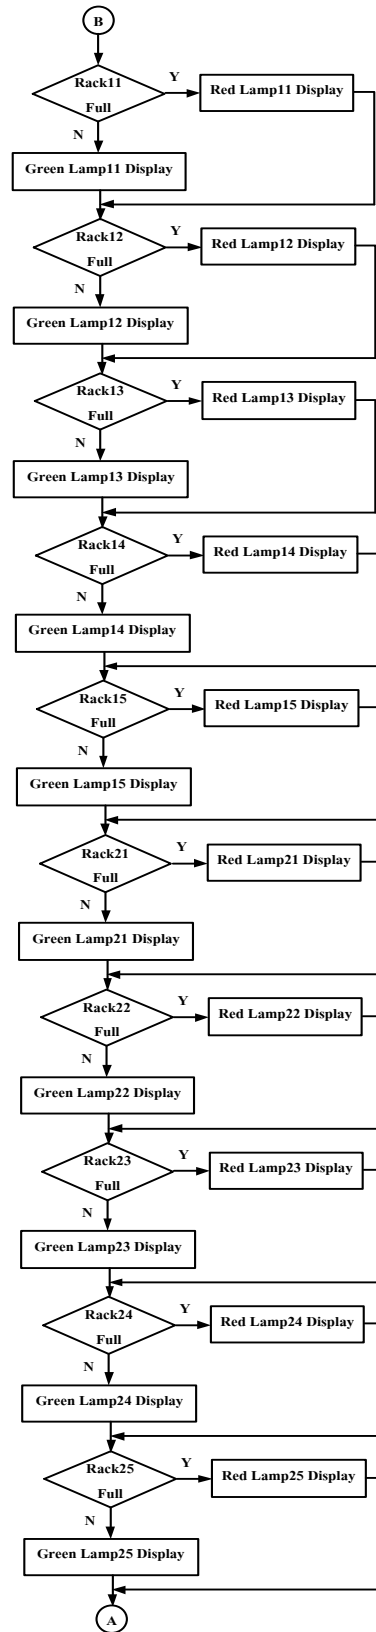 B
Rack11
Full
Y
Red Lamp11 Display
N
Green Lamp11 Display
Rack12
Full
Y
Red Lamp12 Display
N
Green Lamp12 Display
Rack13
Full
Y
Red Lamp13 Display
N
Green Lamp13 Display
Rack14
Full
Y
Red Lamp14 Display
N
Green Lamp14 Display
Rack15
Full
Y
Red Lamp15 Display
N
Green Lamp15 Display
Rack21
Full
Y
Red Lamp21 Display
N
Green Lamp21 Display
Rack22
Full
Y
Red Lamp22 Display
N
Green Lamp22 Display
Rack23
Full
Y
Red Lamp23 Display
N
Green Lamp23 Display
Rack24
Full
Y
Red Lamp24 Display
N
Green Lamp24 Display
Rack25
Full
Y
Red Lamp25 Display
N
Green Lamp25 Display
A